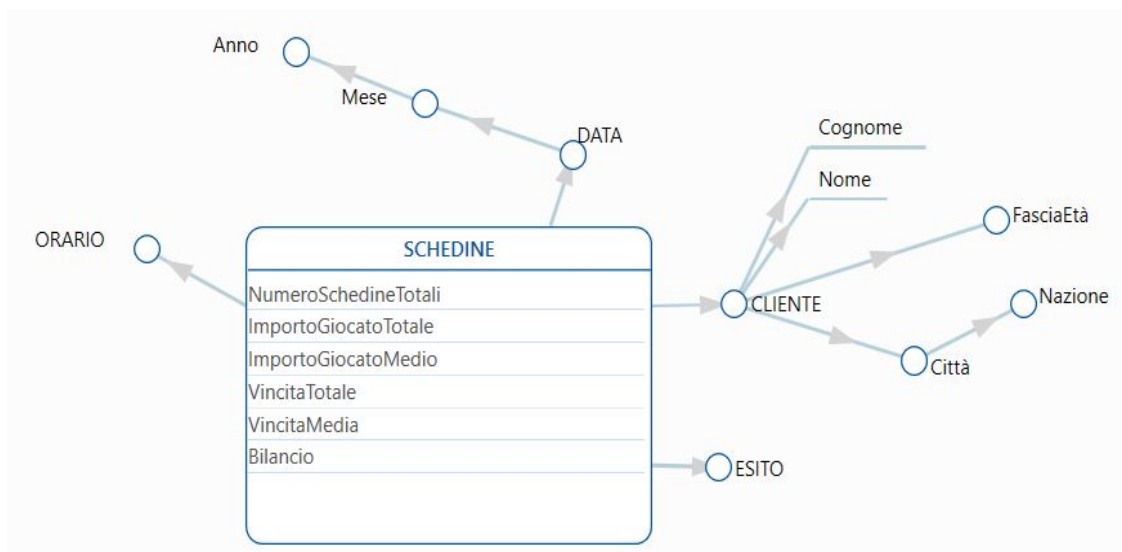 Anno
Mese
DATA
Cognome
Nome
FasciaEtà
ORARIO
SCHEDINE
NumeroSchedineTotali
ImportoGiocatoTotale
ImportoGiocatoMedio
VincitaTotale
VincitaMedia
Bilancio
CLIENTE
Nazione
Città
ESITO